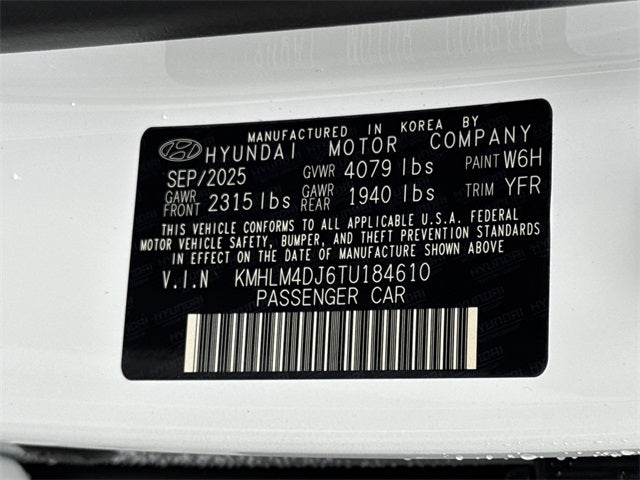 MANUFACTURED IN KOREA BY
HYUNDAI MOTOR COMPANY
SEP/2025 GVWR 4079 lbs PAINT W6H
GAWR FRONT 2315 lbs GAWR REAR 1940 lbs TRIM YFR
THIS VEHICLE CONFORMS TO ALL APPLICABLE U.S.A. FEDERAL
MOTOR VEHICLE SAFETY, BUMPER, AND THEFT PREVENTION STANDARDS
IN EFFECT ON THE DATE OF MANUFACTURE SHOWN ABOVE
V.I.N KMHLM4DJ6TU184610
PASSENGER CAR